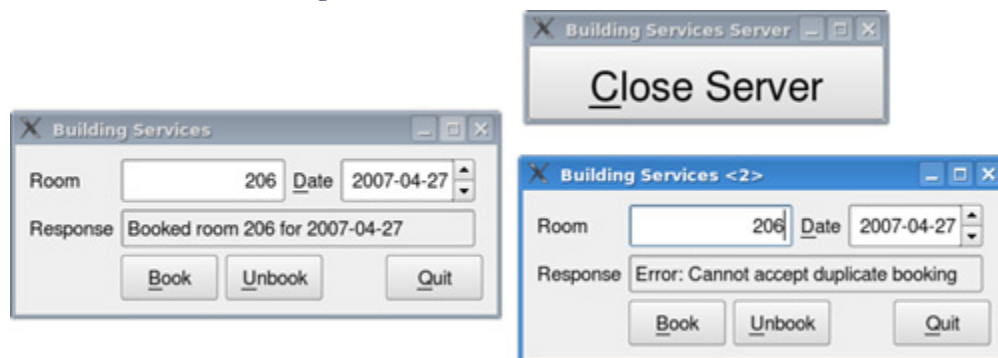 Building Services Server
Close Server
Building Services
Room 206 Date 2007-04-27
Response Booked room 206 for 2007-04-27
Book Unbook Quit
Building Services <2>
Room 206 Date 2007-04-27
Response Error: Cannot accept duplicate booking
Book Unbook Quit